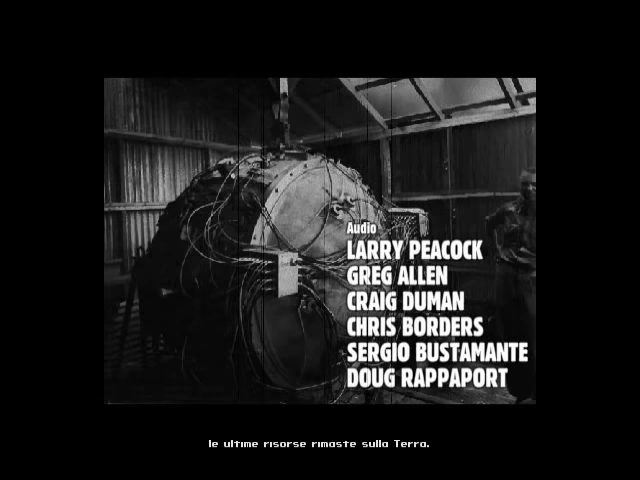 Audio
LARRY PEACOCK
GREG ALLEN
CRAIG DUMAN
CHRIS BORDERS
SERGIO BUSTAMANTE
DOUG RAPPAPORT
le ultime risorse rimaste sulla Terra.